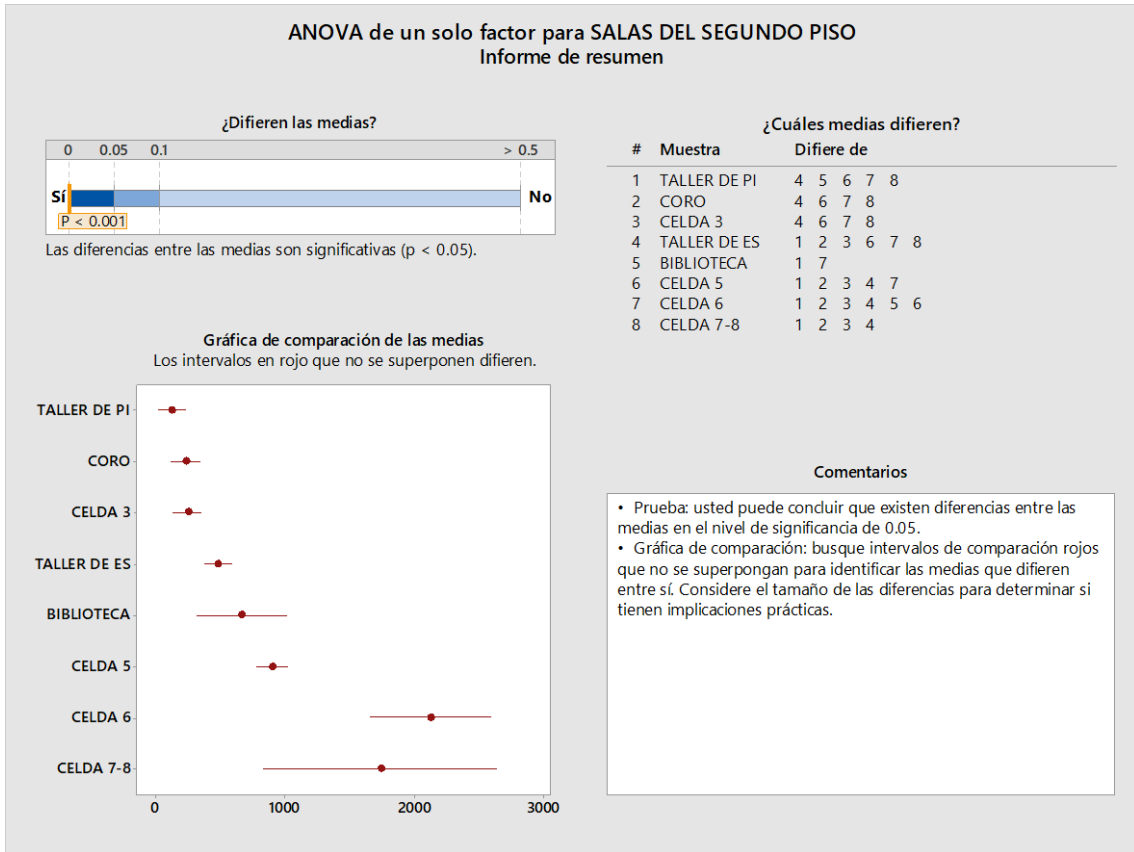 ANOVA de un solo factor para SALAS DEL SEGUNDO PISO
Informe de resumen
¿Difieren las medias?
0 0.05 0.1 > 0.5
Sí No
P < 0.001
Las diferencias entre las medias son significativas (p < 0.05).
¿Cuáles medias difieren?
# Muestra Difiere de
1 TALLER DE PI 4 5 6 7 8
2 CORO 4 6 7 8
3 CELDA 3 4 6 7 8
4 TALLER DE ES 1 2 3 6 7 8
5 BIBLIOTECA 1 7
6 CELDA 5 1 2 3 4 7
7 CELDA 6 1 2 3 4 5 6
8 CELDA 7-8 1 2 3 4
Gráfica de comparación de las medias
Los intervalos en rojo que no se superponen difieren.
TALLER DE PI
CORO
CELDA 3
TALLER DE ES
BIBLIOTECA
CELDA 5
CELDA 6
CELDA 7-8
0 1000 2000 3000
Comentarios
• Prueba: usted puede concluir que existen diferencias entre las
medias en el nivel de significancia de 0.05.
• Gráfica de comparación: busque intervalos de comparación rojos
que no se superpongan para identificar las medias que difieren
entre sí. Considere el tamaño de las diferencias para determinar si
tienen implicaciones prácticas.